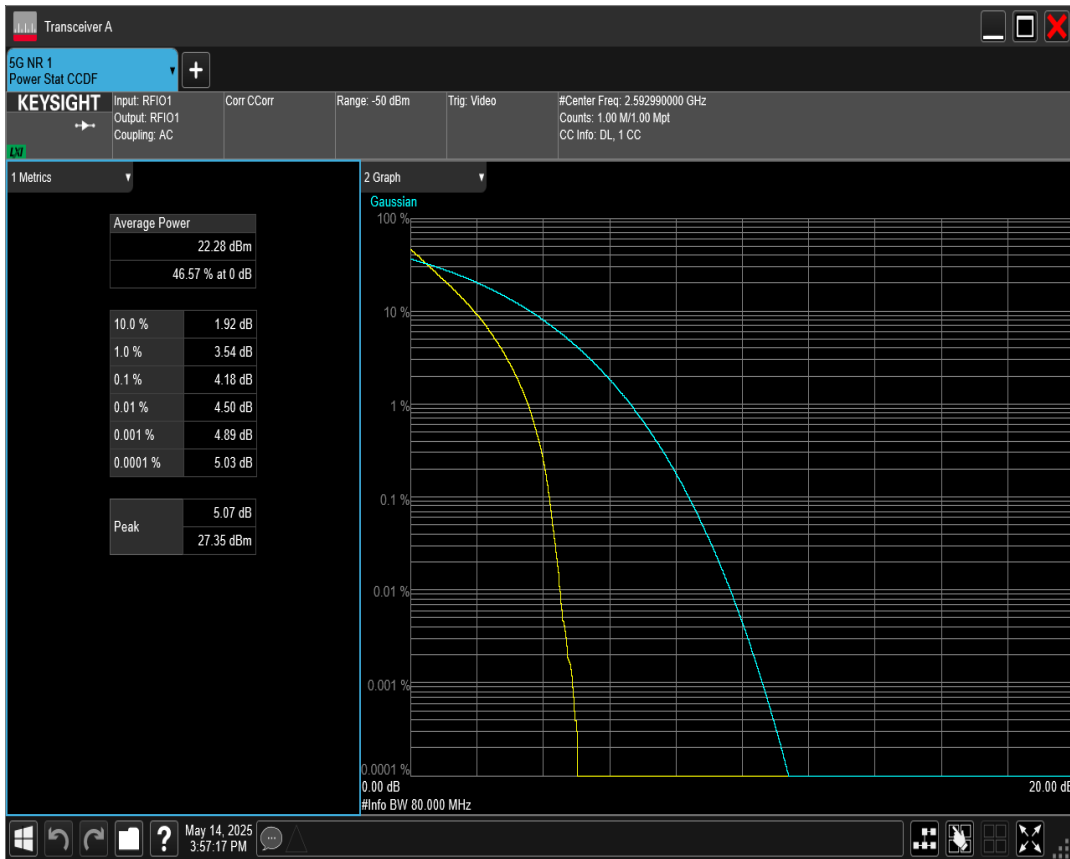 Transceiver A
5G NR 1
Power Stat CCDF
+
KEYSIGHT
LXI
Input: RFIO1
Output: RFIO1
Coupling: AC
Corr CCorr
Range: -50 dBm
Trig: Video
#Center Freq: 2.592990000 GHz
Counts: 1.00 M/1.00 Mpt
CC Info: DL, 1 CC
1 Metrics
Average Power
22.28 dBm
46.57 % at 0 dB
10.0 % 1.92 dB
1.0 % 3.54 dB
0.1 % 4.18 dB
0.01 % 4.50 dB
0.001 % 4.89 dB
0.0001 % 5.03 dB
Peak 5.07 dB
27.35 dBm
2 Graph
Gaussian
100 %
10 %
1 %
0.1 %
0.01 %
0.001 %
0.0001 %
0.00 dB 20.00 dB
#Info BW 80.000 MHz
? May 14, 2025
3:57:17 PM